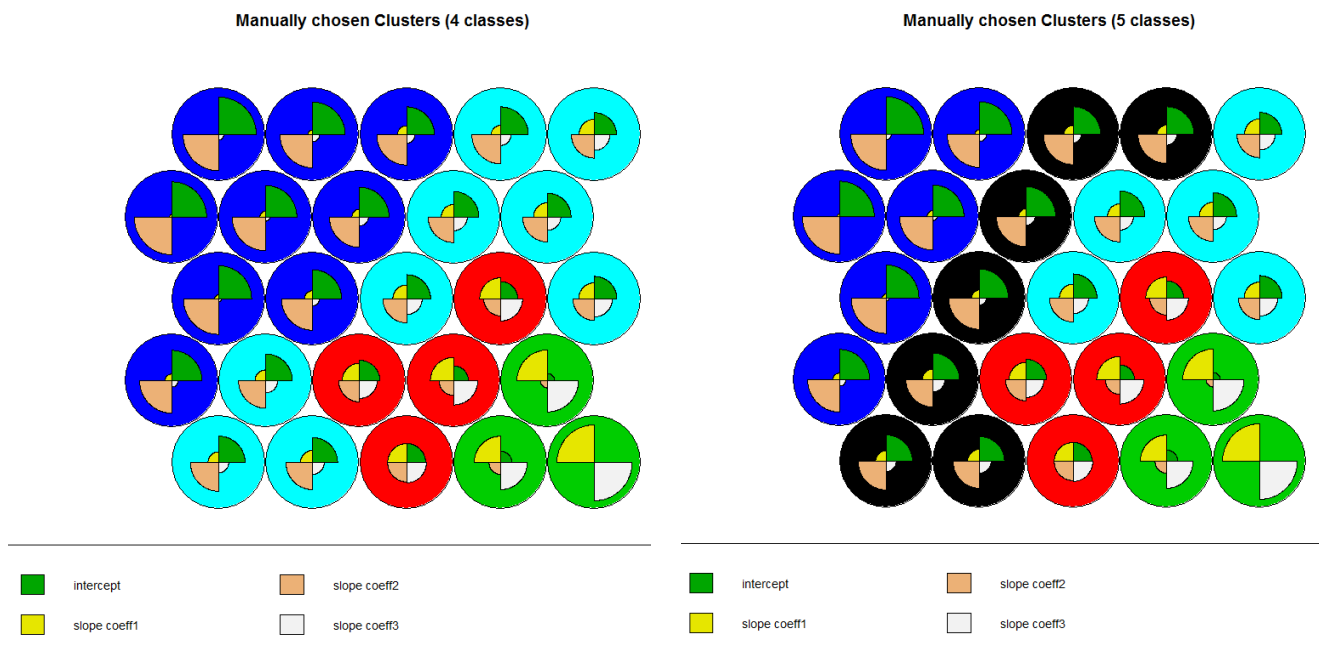 Manually chosen Clusters (4 classes)
intercept
slope coeff2
slope coeff1
slope coeff3
Manually chosen Clusters (5 classes)
intercept
slope coeff2
slope coeff1
slope coeff3